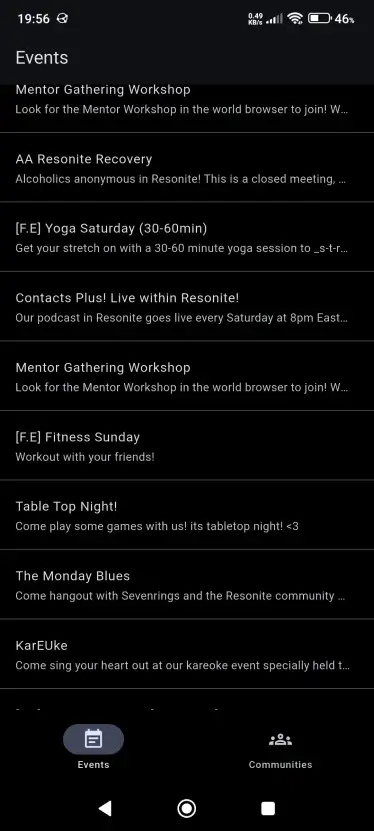 19:56
0.49
KB/s
46%
Events
Mentor Gathering Workshop
Look for the Mentor Workshop in the world browser to join! W...
AA Resonite Recovery
Alcoholics anonymous in Resonite! This is a closed meeting, ...
[F.E] Yoga Saturday (30-60min)
Get your stretch on with a 30-60 minute yoga session to _s-t-r...
Contacts Plus! Live within Resonite!
Our podcast in Resonite goes live every Saturday at 8pm East...
Mentor Gathering Workshop
Look for the Mentor Workshop in the world browser to join! W...
[F.E] Fitness Sunday
Workout with your friends!
Table Top Night!
Come play some games with us! its tabletop night! <3
The Monday Blues
Come hangout with Sevenrings and the Resonite community ...
KarEUke
Come sing your heart out at our kareoke event specially held t...
Events
Communities